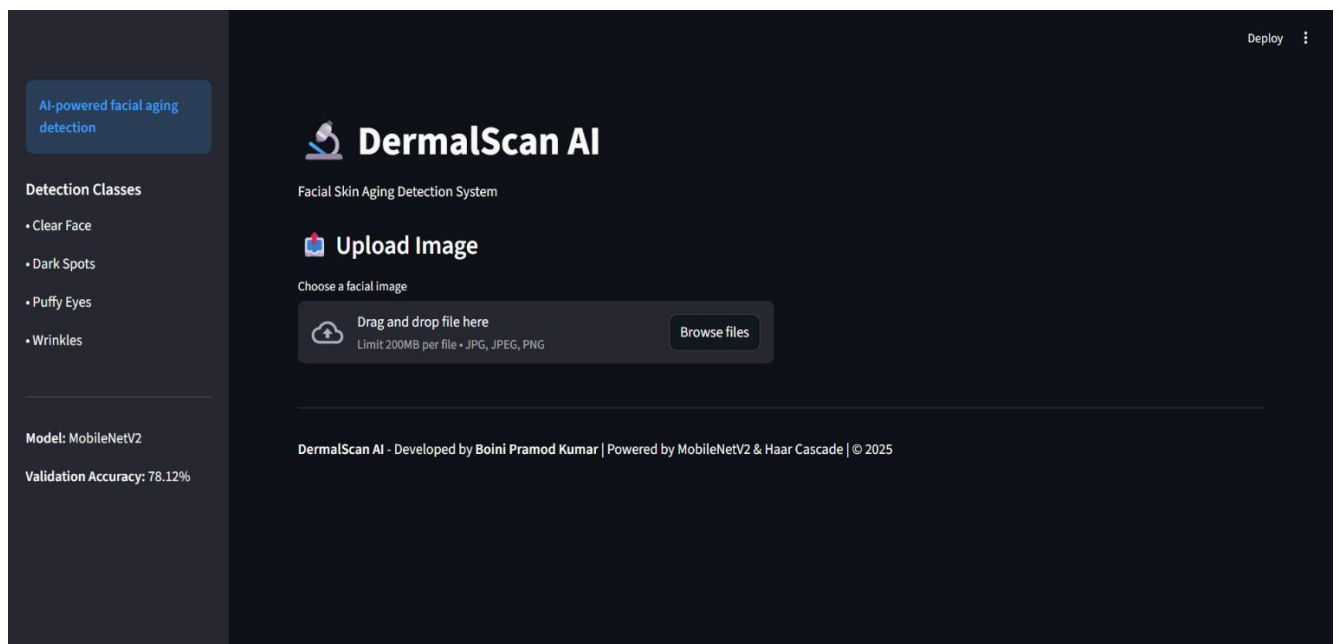 Deploy
AI-powered facial aging
detection
Detection Classes
• Clear Face
• Dark Spots
• Puffy Eyes
• Wrinkles
Model: MobileNetV2
Validation Accuracy: 78.12%
DermalScan AI
Facial Skin Aging Detection System
Upload Image
Choose a facial image
Drag and drop file here
Limit 200MB per file • JPG, JPEG, PNG
Browse files
DermalScan AI - Developed by Boini Pramod Kumar | Powered by MobileNetV2 & Haar Cascade | © 2025